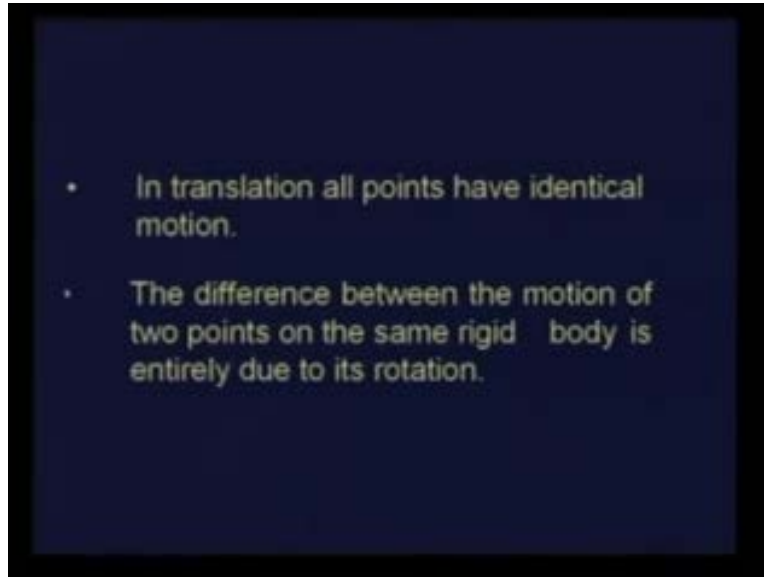 • In translation all points have identical
motion.
• The difference between the motion of
two points on the same rigid body is
entirely due to its rotation.